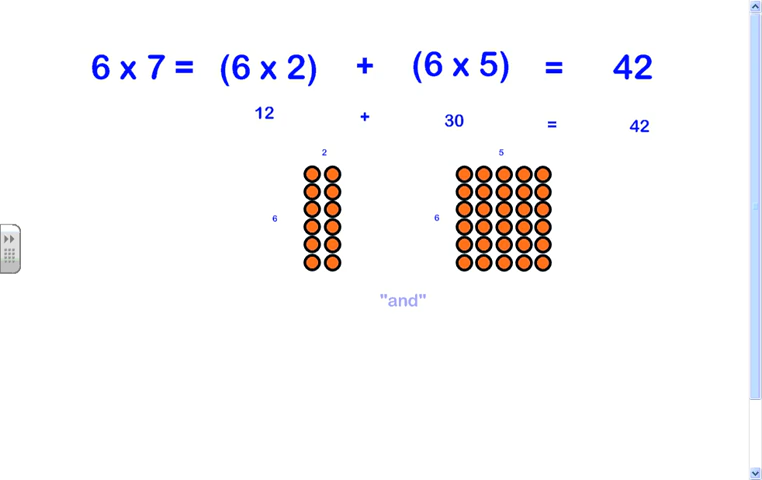 6 x 7 = (6 x 2) + (6 x 5) = 42
12 + 30 = 42
2 5
6 6
"and"